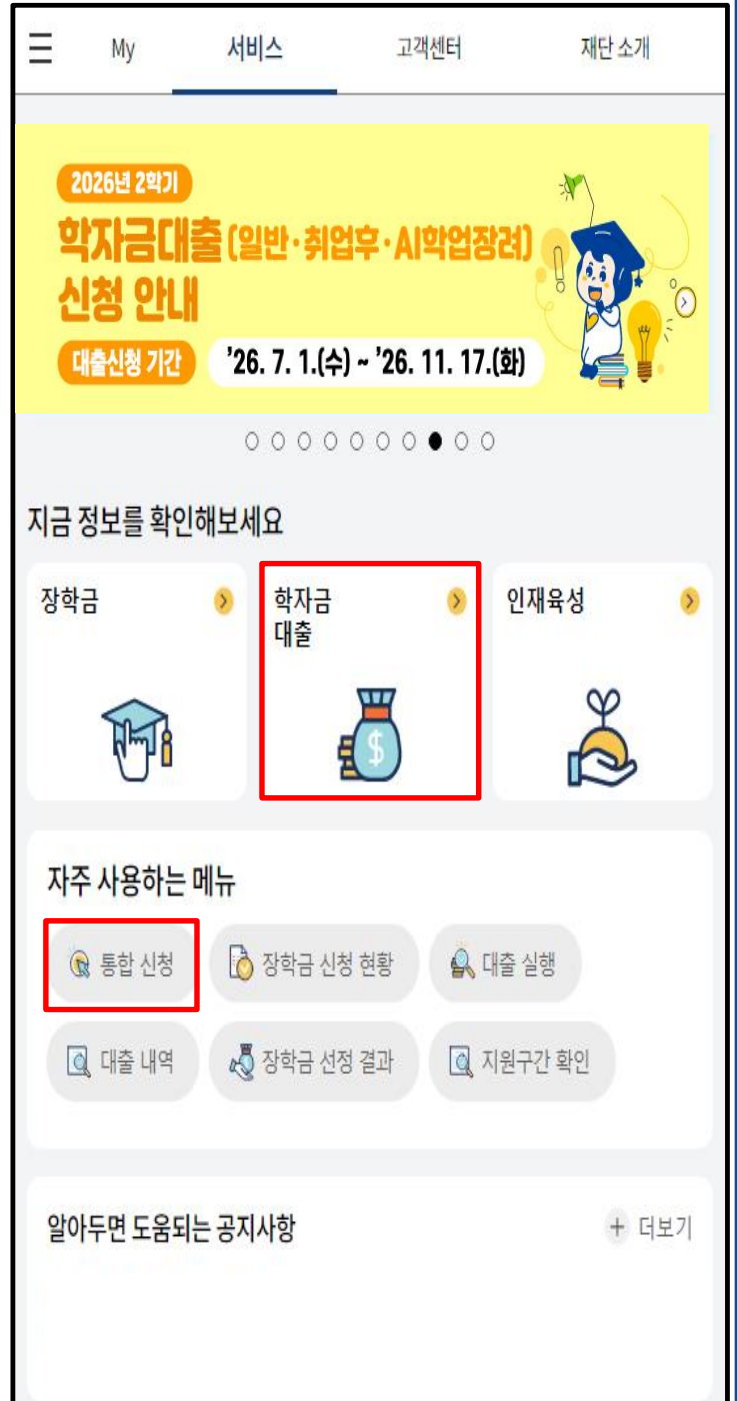 My 서비스 고객센터 재단 소개
2026년 2학기
학자금대출 (일반·취업후·AI학업장려)
신청 안내
대출신청 기간 '26. 7. 1.(수) ~ '26. 11. 17.(화)
지금 정보를 확인해보세요
장학금 학자금 인재육성
대출
자주 사용하는 메뉴
통합 신청 장학금 신청 현황 대출 실행
대출 내역 장학금 선정 결과 지원구간 확인
알아두면 도움되는 공지사항 + 더보기